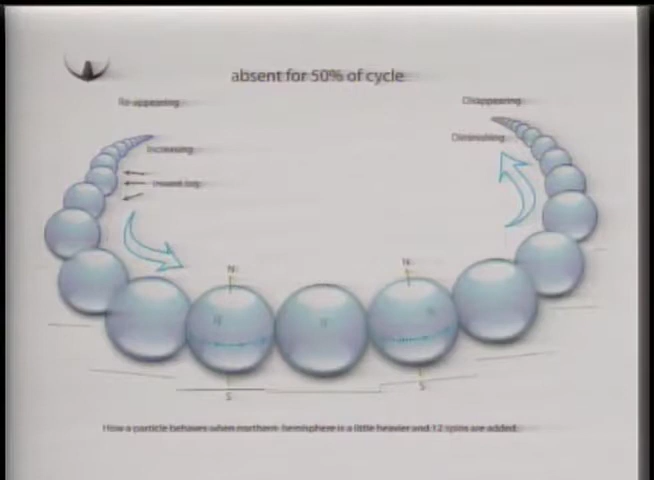 absent for 50% of cycle
Re-appearing
Disappearing
Increasing
Diminishing
N
N
S
S
How a particle behaves when northern hemisphere is a little heavier and 12 spins are added